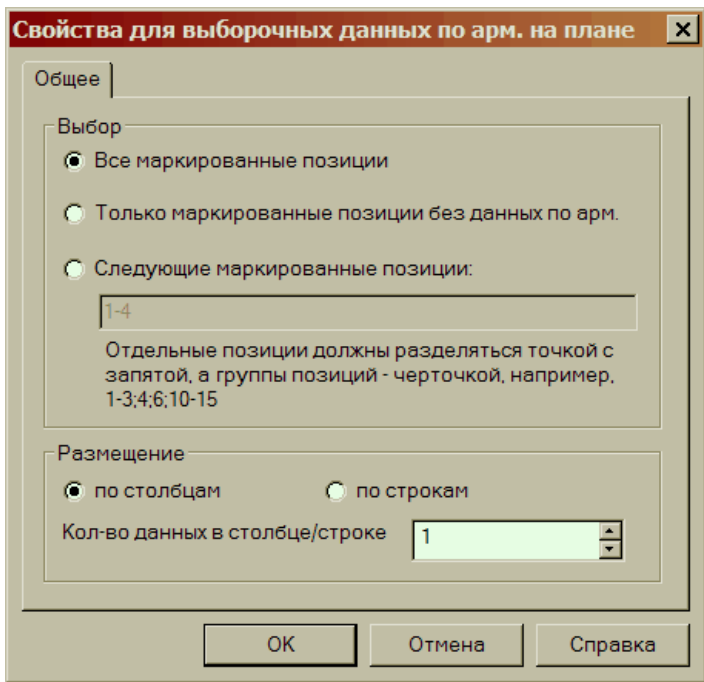 Свойства для выборочных данных по арм. на плане
Общее
Выбор
Все маркированные позиции
Только маркированные позиции без данных по арм.
Следующие маркированные позиции:
1-4
Отдельные позиции должны разделяться точкой с
запятой, а группы позиций - черточкой, например,
1-3;4;6;10-15
Размещение
по столбцам
по строкам
Кол-во данных в столбце/строке
1
OK
Отмена
Справка